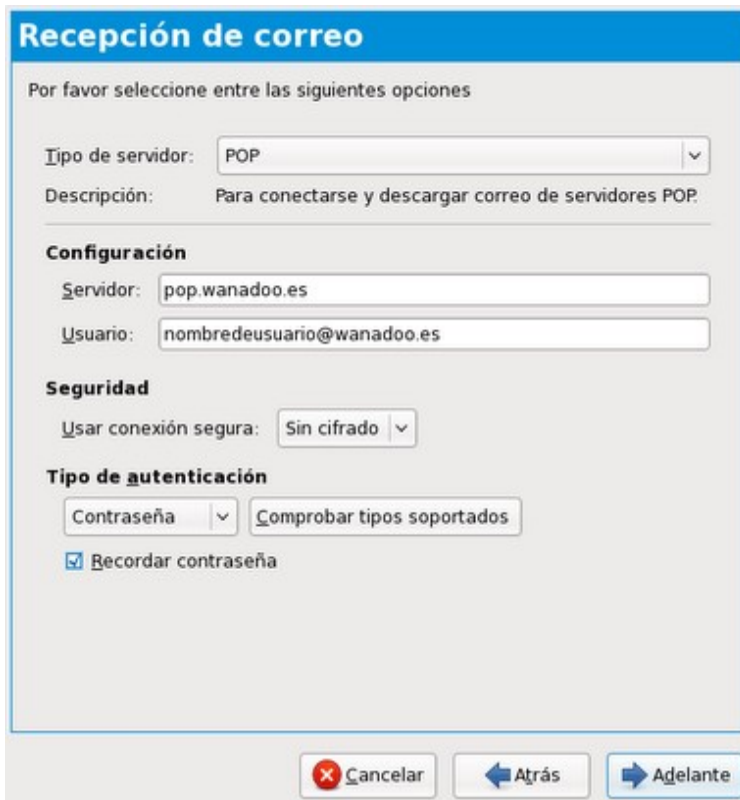 Recepción de correo
Por favor seleccione entre las siguientes opciones
Tipo de servidor: POP
Descripción: Para conectarse y descargar correo de servidores POP.
Configuración
Servidor: pop.wanadoo.es
Usuario: nombredeusuario@wanadoo.es
Seguridad
Usar conexión segura: Sin cifrado
Tipo de autenticación
Contraseña Comprobar tipos soportados
Recordar contraseña
Cancelar Atrás Adelante